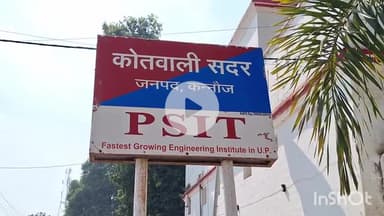 कोतवाली सदर
जनपद, कन्नौज
PSIT
Fastest Growing Engineering Institute in U.P.
InShOt